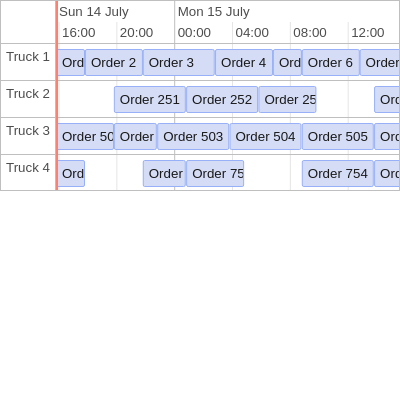 Sun 14 July Mon 15 July
16:00 20:00 00:00 04:00 08:00 12:00
Truck 1 Ord Order 2 Order 3 Order 4 Ord Order 6 Order
Truck 2 Order 251 Order 252 Order 25 Ord
Truck 3 Order 50 Order Order 503 Order 504 Order 505 Ord
Truck 4 Ord Order Order 75 Order 754 Ord